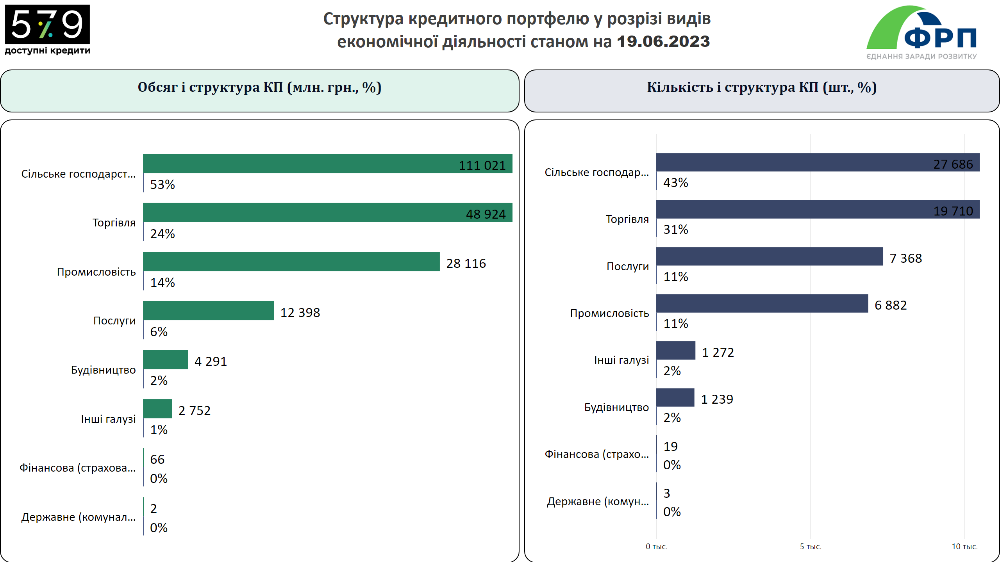 579
доступні кредити
Структура кредитного портфелю у розрізі видів
економічної діяльності станом на 19.06.2023
ФРП
ЄДНАННЯ ЗАРАДИ РОЗВИТКУ
Обсяг і структура КП (млн. грн., %)
Сільське господарст...
111 021
53%
Торгівля
48 924
24%
Промисловість
28 116
14%
Послуги
12 398
6%
Будівництво
4 291
2%
Інші галузі
2 752
1%
Фінансова (страхова...
66
0%
Державне (комунал...
2
0%
Кількість і структура КП (шт., %)
Сільське господар...
27 686
43%
Торгівля
19 710
31%
Послуги
7 368
11%
Промисловість
6 882
11%
Інші галузі
1 272
2%
Будівництво
1 239
2%
Фінансова (страхо...
19
0%
Державне (комун...
3
0%
0 тыс.
5 тыс.
10 тыс.